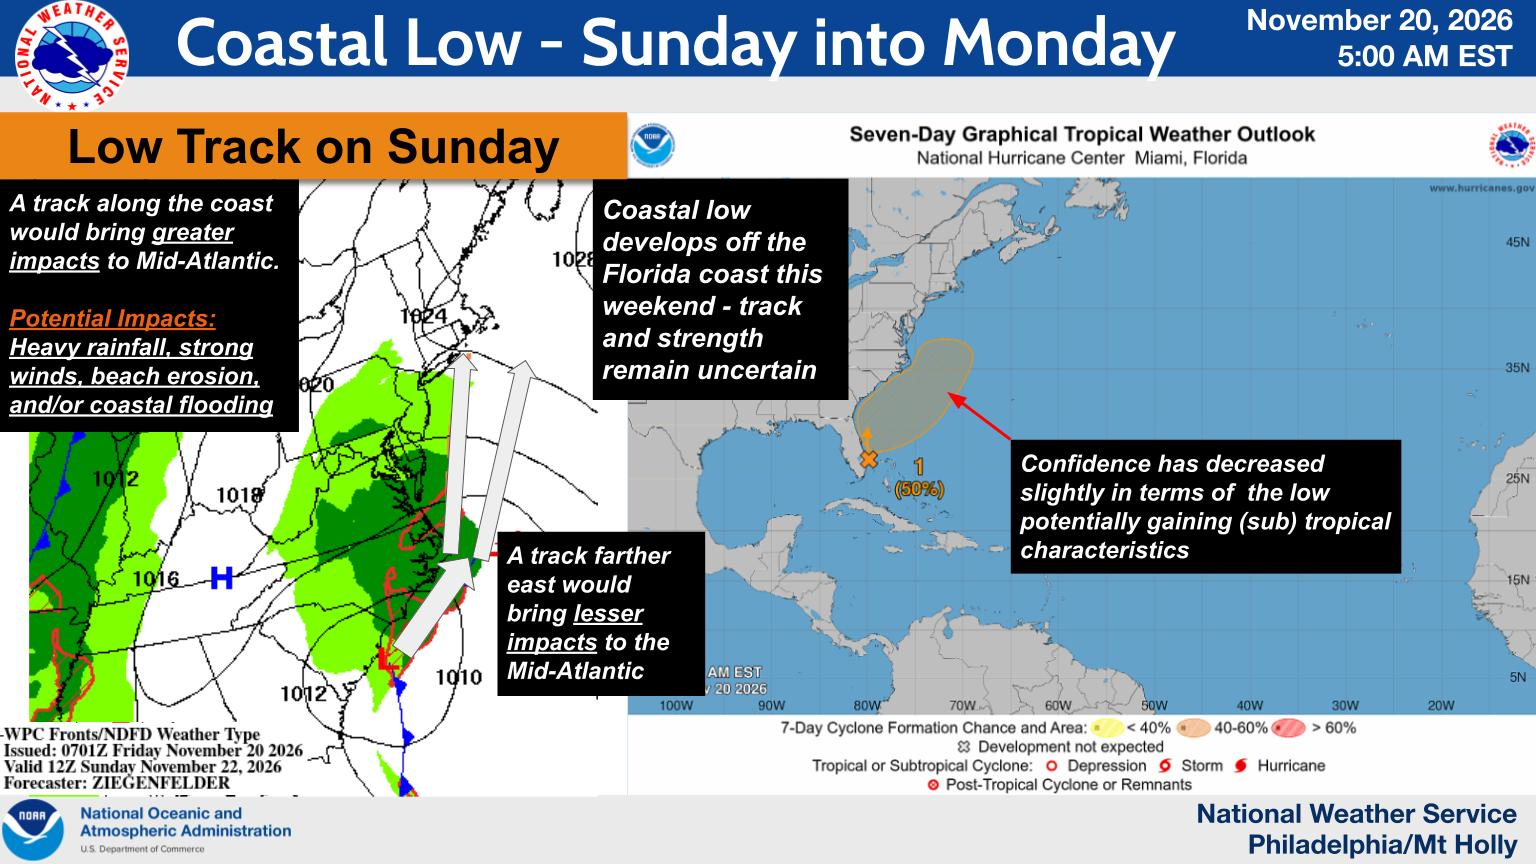 Coastal Low - Sunday into Monday
November 20, 2026
5:00 AM EST
NATIONAL WEATHER SERVICE
Low Track on Sunday
A track along the coast
would bring greater
impacts to Mid-Atlantic.
Potential Impacts:
Heavy rainfall, strong
winds, beach erosion,
and/or coastal flooding
1028
1024
020
1012
1018
1016
H
L
1012
1010
A track farther
east would
bring lesser
impacts to the
Mid-Atlantic
WPC Fronts/NDFD Weather Type
Issued: 0701Z Friday November 20 2026
Valid 12Z Sunday November 22, 2026
Forecaster: ZIEGENFELDER
Coastal low
develops off the
Florida coast this
weekend - track
and strength
remain uncertain
NOAA
Seven-Day Graphical Tropical Weather Outlook
National Hurricane Center Miami, Florida
www.hurricanes.gov
45N
35N
25N
15N
5N
1
(50%)
Confidence has decreased
slightly in terms of the low
potentially gaining (sub) tropical
characteristics
AM EST
20 2026
100W 90W 80W 70W 60W 50W 40W 30W 20W
7-Day Cyclone Formation Chance and Area: < 40% 40-60% > 60%
Development not expected
Tropical or Subtropical Cyclone: Depression Storm Hurricane
Post-Tropical Cyclone or Remnants
NOAA
National Oceanic and
Atmospheric Administration
U.S. Department of Commerce
National Weather Service
Philadelphia/Mt Holly